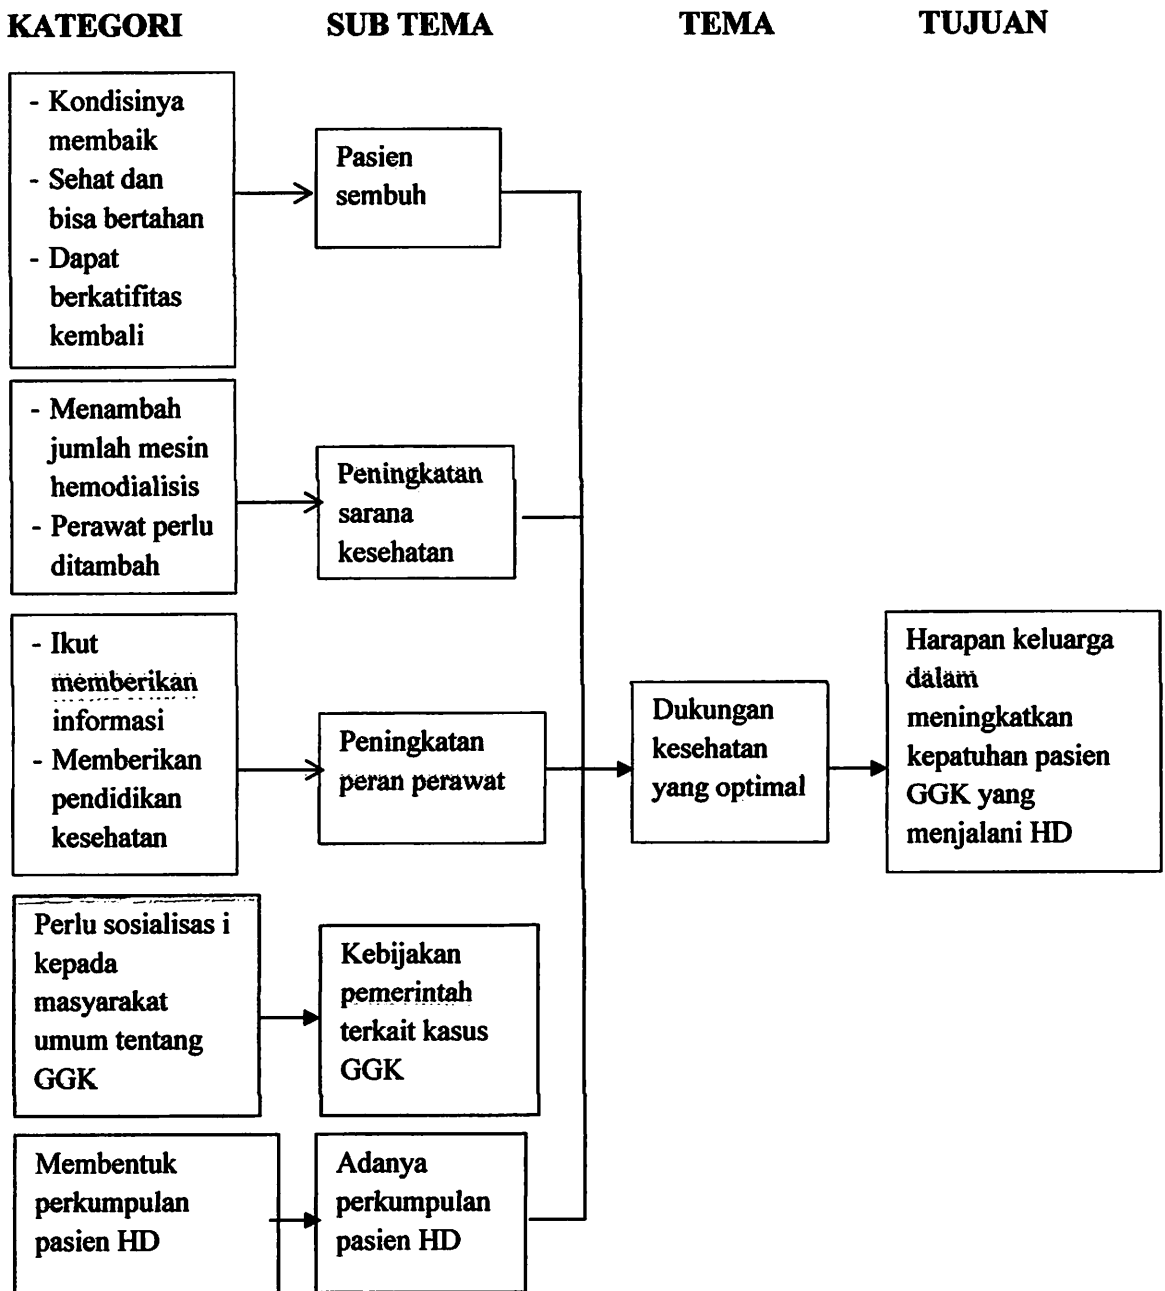 KATEGORI SUB TEMA TEMA TUJUAN
- Kondisinya
membaik
- Sehat dan
bisa bertahan
- Dapat
berkatifitas
kembali
Pasien
sembuh
- Menambah
jumlah mesin
hemodialisis
- Perawat perlu
ditambah
Peningkatan
sarana
kesehatan
- Ikut
memberikan
informasi
- Memberikan
pendidikan
kesehatan
Peningkatan
peran perawat
Dukungan
kesehatan
yang optimal
Harapan keluarga
dalam
meningkatkan
kepatuhan pasien
GGK yang
menjalani HD
Perlu sosialisas i
kepada
masyarakat
umum tentang
GGK
Kebijakan
pemerintah
terkait kasus
GGK
Membentuk
perkumpulan
pasien HD
Adanya
perkumpulan
pasien HD